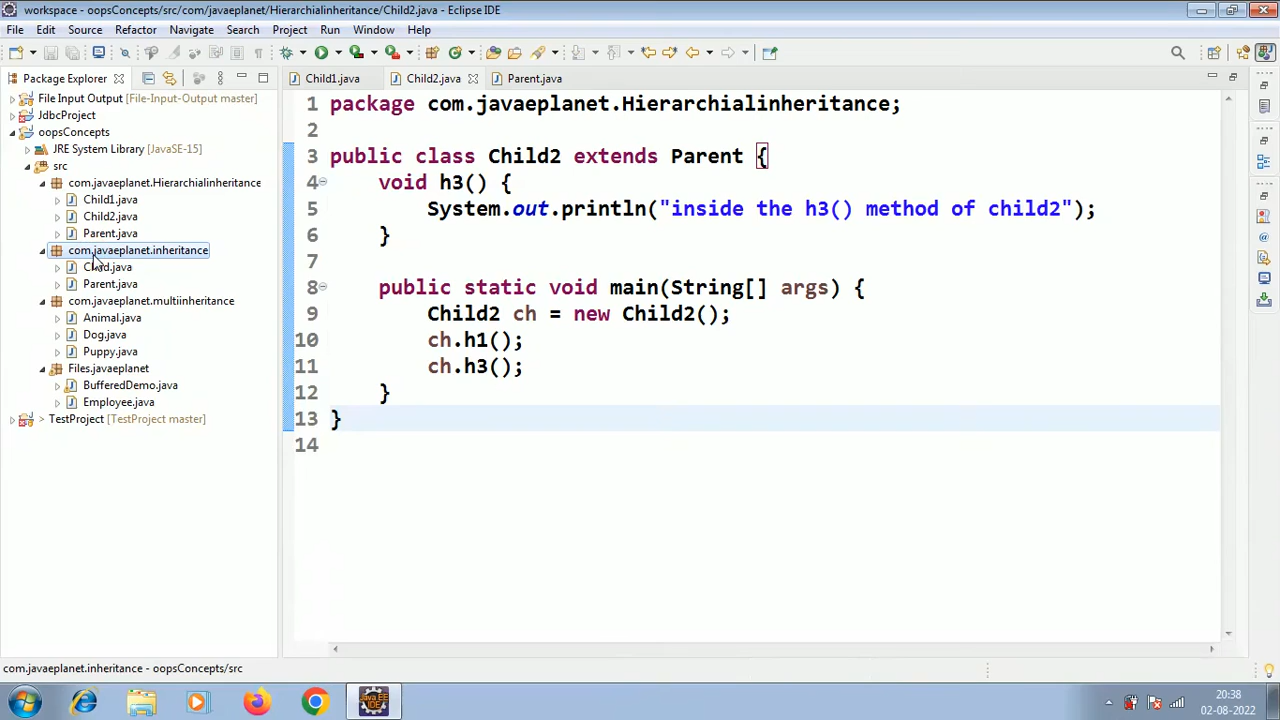 workspace - oopsConcepts/src/com/javaeplanet/Hierarchialinheritance/Child2.java - Eclipse IDE
File Edit Source Refactor Navigate Search Project Run Window Help
Package Explorer
Child1.java Child2.java Parent.java
File Input Output [File-Input-Output master]
JdbcProject
oopsConcepts
JRE System Library [JavaSE-15]
src
com.javaeplanet.Hierarchialinheritance
Child1.java
Child2.java
Parent.java
com.javaeplanet.inheritance
Child.java
Parent.java
com.javaeplanet.multiinheritance
Animal.java
Dog.java
Puppy.java
Files.javaeplanet
BufferedDemo.java
Employee.java
> TestProject [TestProject master]
1 package com.javaeplanet.Hierarchialinheritance;
2
3 public class Child2 extends Parent {
4 void h3() {
5 System.out.println("inside the h3() method of child2");
6 }
7
8 public static void main(String[] args) {
9 Child2 ch = new Child2();
10 ch.h1();
11 ch.h3();
12 }
13 }
14
com.javaeplanet.inheritance - oopsConcepts/src
Java EE
IDE
20:38
02-08-2022